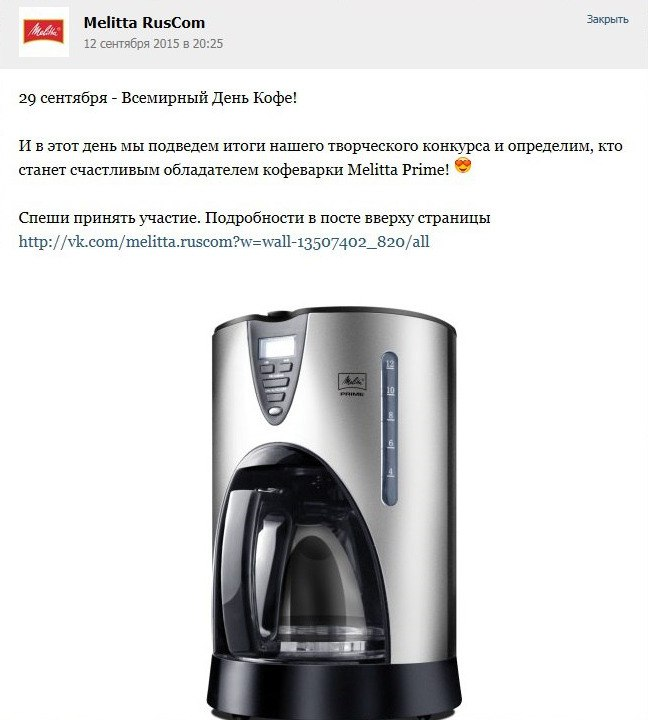 Melitta RusCom
Закрыть
12 сентября 2015 в 20:25
Melitta
29 сентября - Всемирный День Кофе!
И в этот день мы подведем итоги нашего творческого конкурса и определим, кто
станет счастливым обладателем кофеварки Melitta Prime! 😍
Спеши принять участие. Подробности в посте вверху страницы
http://vk.com/melitta.ruscom?w=wall-13507402_820/all
Melitta
PRIME
12
10
8
6
4